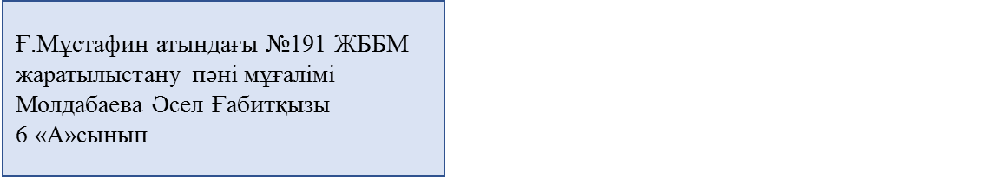 Ғ.Мұстафин атындағы №191 ЖББМ
жаратылыстану пәні мұғалімі
Молдабаева Әсел Ғабитқызы
6 «А»сынып